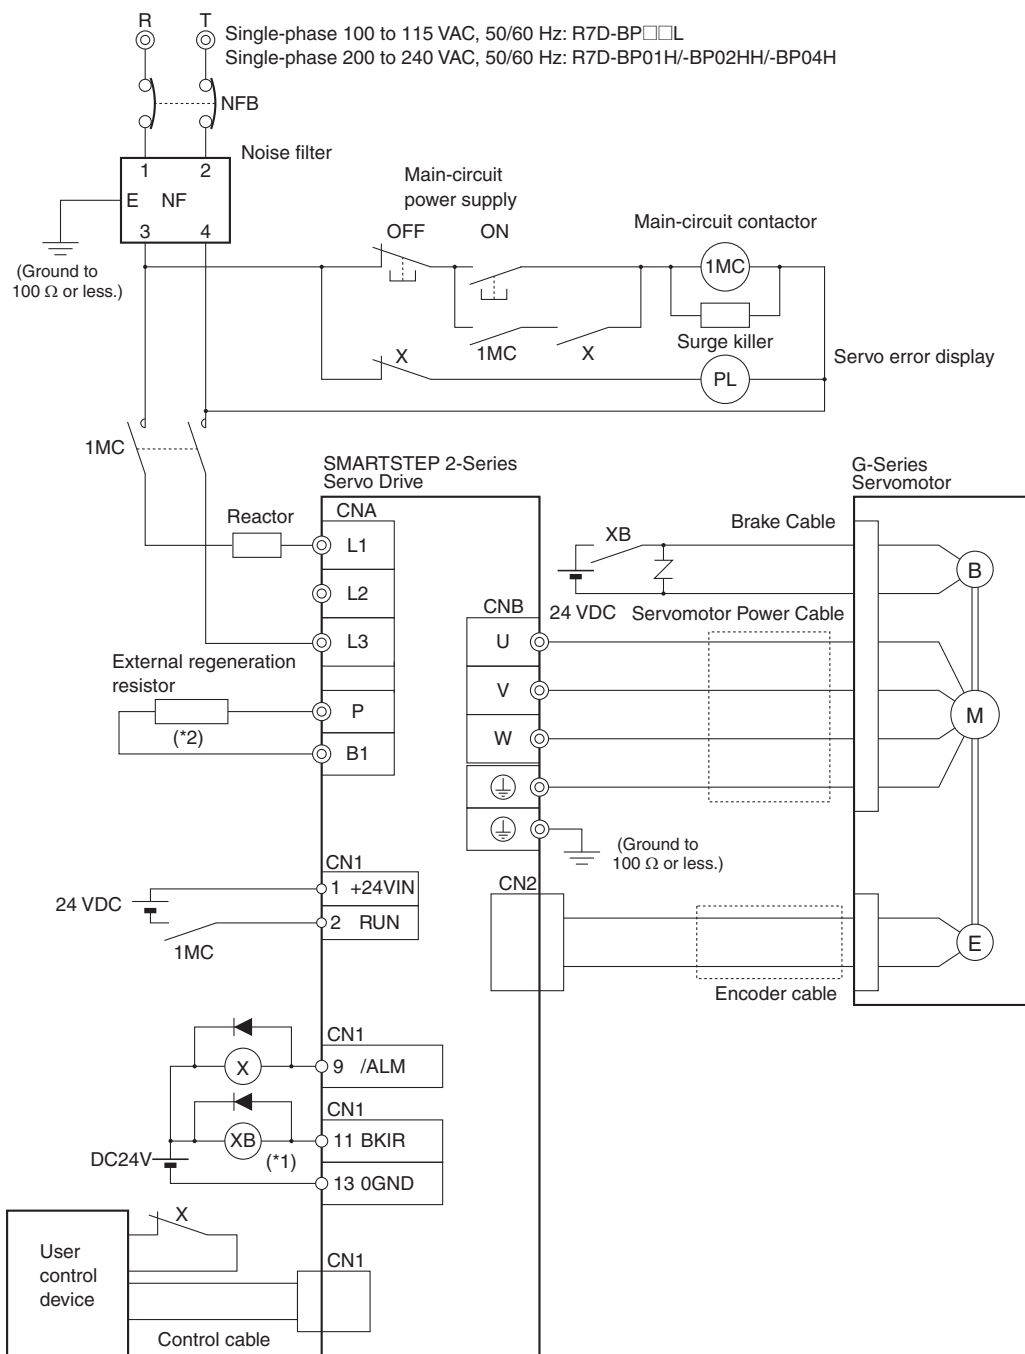 R T
Single-phase 100 to 115 VAC, 50/60 Hz: R7D-BP□□L
Single-phase 200 to 240 VAC, 50/60 Hz: R7D-BP01H/-BP02HH/-BP04H
NFB
Noise filter
1 2
E NF
3 4
(Ground to
100 Ω or less.)
Main-circuit
power supply
OFF ON
Main-circuit contactor
1MC
Surge killer
1MC X
X
PL
Servo error display
1MC
SMARTSTEP 2-Series
Servo Drive
G-Series
Servomotor
Reactor
CNA
L1
L2
L3
External regeneration
resistor
(*2)
P
B1
XB
Brake Cable
B
24 VDC
Servomotor Power Cable
CNB
U
V
W
M
(Ground to
100 Ω or less.)
CN1
24 VDC
1 +24VIN
2 RUN
1MC
CN2
E
Encoder cable
CN1
X
9 /ALM
CN1
XB
(*1)
11 BKIR
DC24V
13 0GND
X
User
control
device
CN1
Control cable